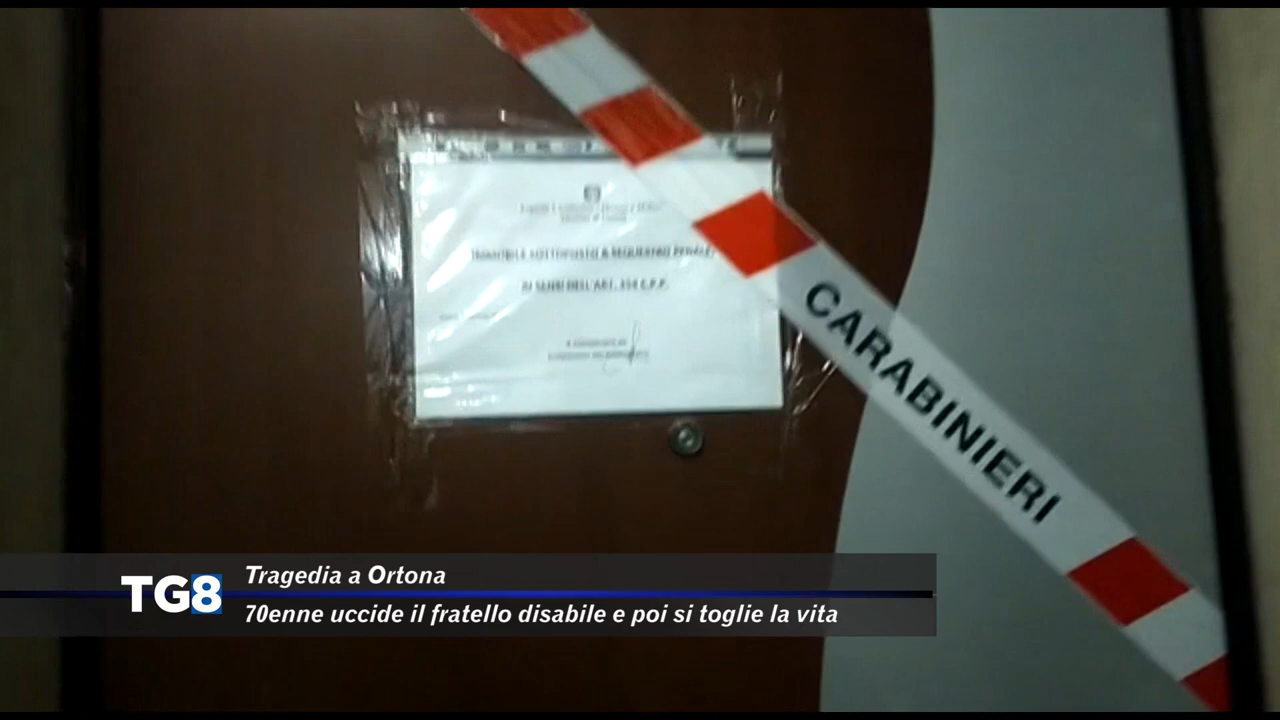 IMMOBILE SOTTOPOSTO A SEQUESTRO PENALE
AI SENSI DELL'ART. 354 C.P.P.
CARABINIERI
TG8
Tragedia a Ortona
70enne uccide il fratello disabile e poi si toglie la vita